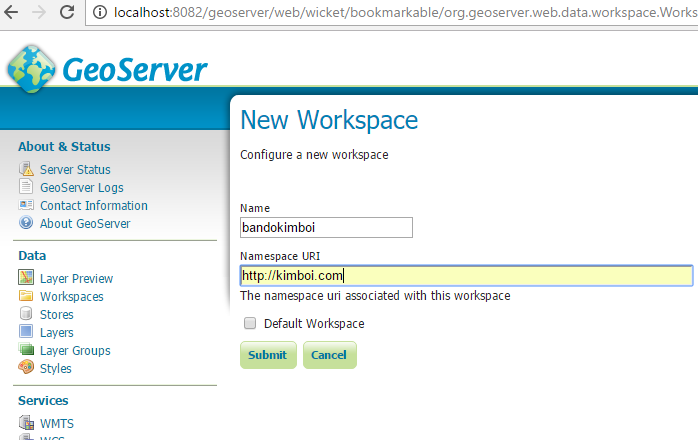 localhost:8082/geoserver/web/wicket/bookmarkable/org.geoserver.web.data.workspace.Works
GeoServer
New Workspace
Configure a new workspace
About & Status
Server Status
GeoServer Logs
Contact Information
About GeoServer
Name
bandokimboi
Namespace URI
http://kimboi.com
The namespace uri associated with this workspace
Default Workspace
Submit Cancel
Data
Layer Preview
Workspaces
Stores
Layers
Layer Groups
Styles
Services
WMTS
WCS